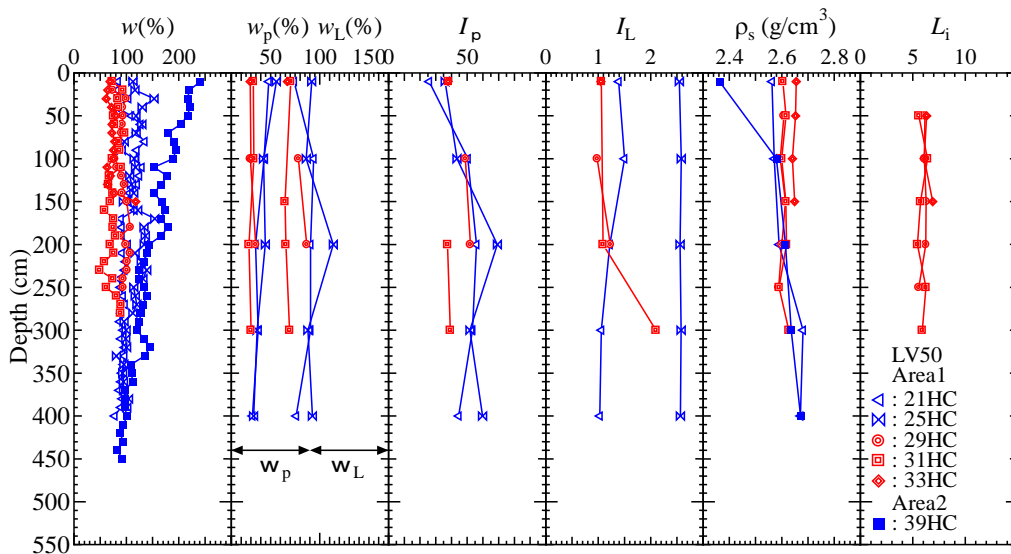 w(%) wp(%) wL(%) Ip IL ρs (g/cm3) Li
0 100 200 50 100 1500 50 0 1 2 2.4 2.6 2.8 0 5 10
0
50
100
150
200
250
300
350
400
450
500
550
Depth (cm)
wp wL
LV50
Area1
: 21HC
: 25HC
: 29HC
: 31HC
: 33HC
Area2
: 39HC